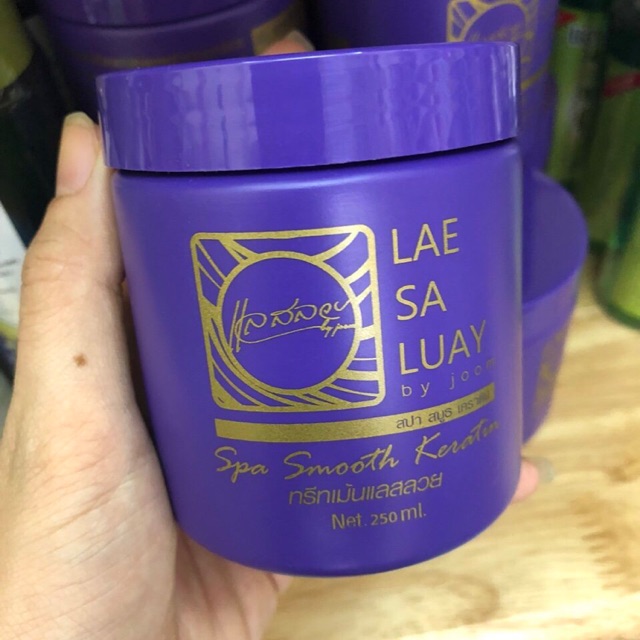 LAE
SA
LUAY
by joom
แลสลวย
by joom
สปา สมูธ เคราติน
Spa Smooth Keratin
ทรีทเม้นแลสลวย
Net. 250 ml.